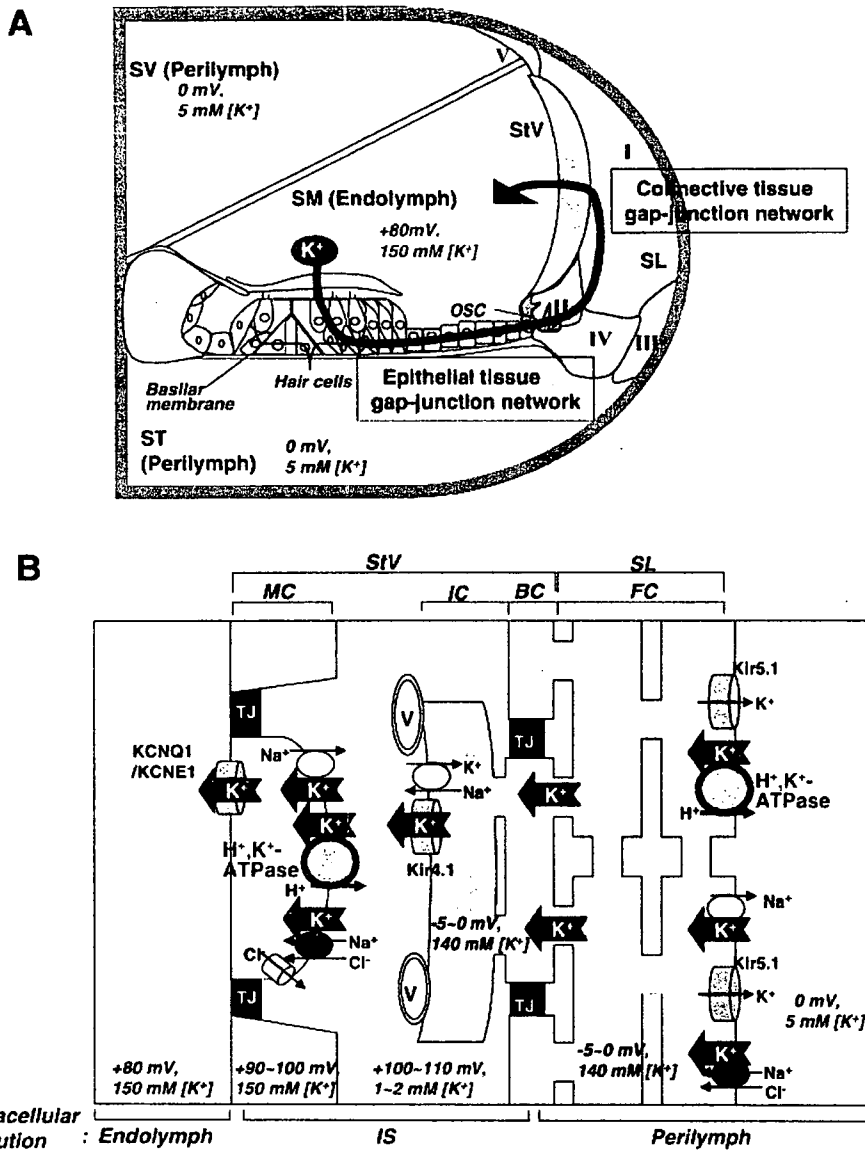 A
SV (Perilymph)
0 mV,
5 mM [K⁺]
V
StV
I
Connective tissue
gap-junction network
SM (Endolymph)
+80mV,
150 mM [K⁺]
K⁺
SL
OSC
II
IV
III
Basilar
membrane
Hair cells
Epithelial tissue
gap-junction network
ST
(Perilymph)
0 mV,
5 mM [K⁺]
B
StV
SL
MC
IC
BC
FC
Kir5.1
K⁺
TJ
V
TJ
KCNQ1
/KCNE1
Na⁺
K⁺
Na⁺
K⁺
K⁺
K⁺
K⁺
K⁺
K⁺
H⁺,K⁺-
ATPase
H⁺
Kir4.1
H⁺,K⁺-
ATPase
H⁺
K⁺
Na⁺
Cl⁻
Cl⁻
-5~0 mV,
140 mM [K⁺]
K⁺
Na⁺
K⁺
Kir5.1
K⁺
TJ
V
TJ
0 mV,
5 mM [K⁺]
K⁺
Na⁺
Cl⁻
+80 mV,
150 mM [K⁺]
+90~100 mV,
150 mM [K⁺]
+100~110 mV,
1~2 mM [K⁺]
-5~0 mV,
140 mM [K⁺]
acellular
ution : Endolymph IS Perilymph